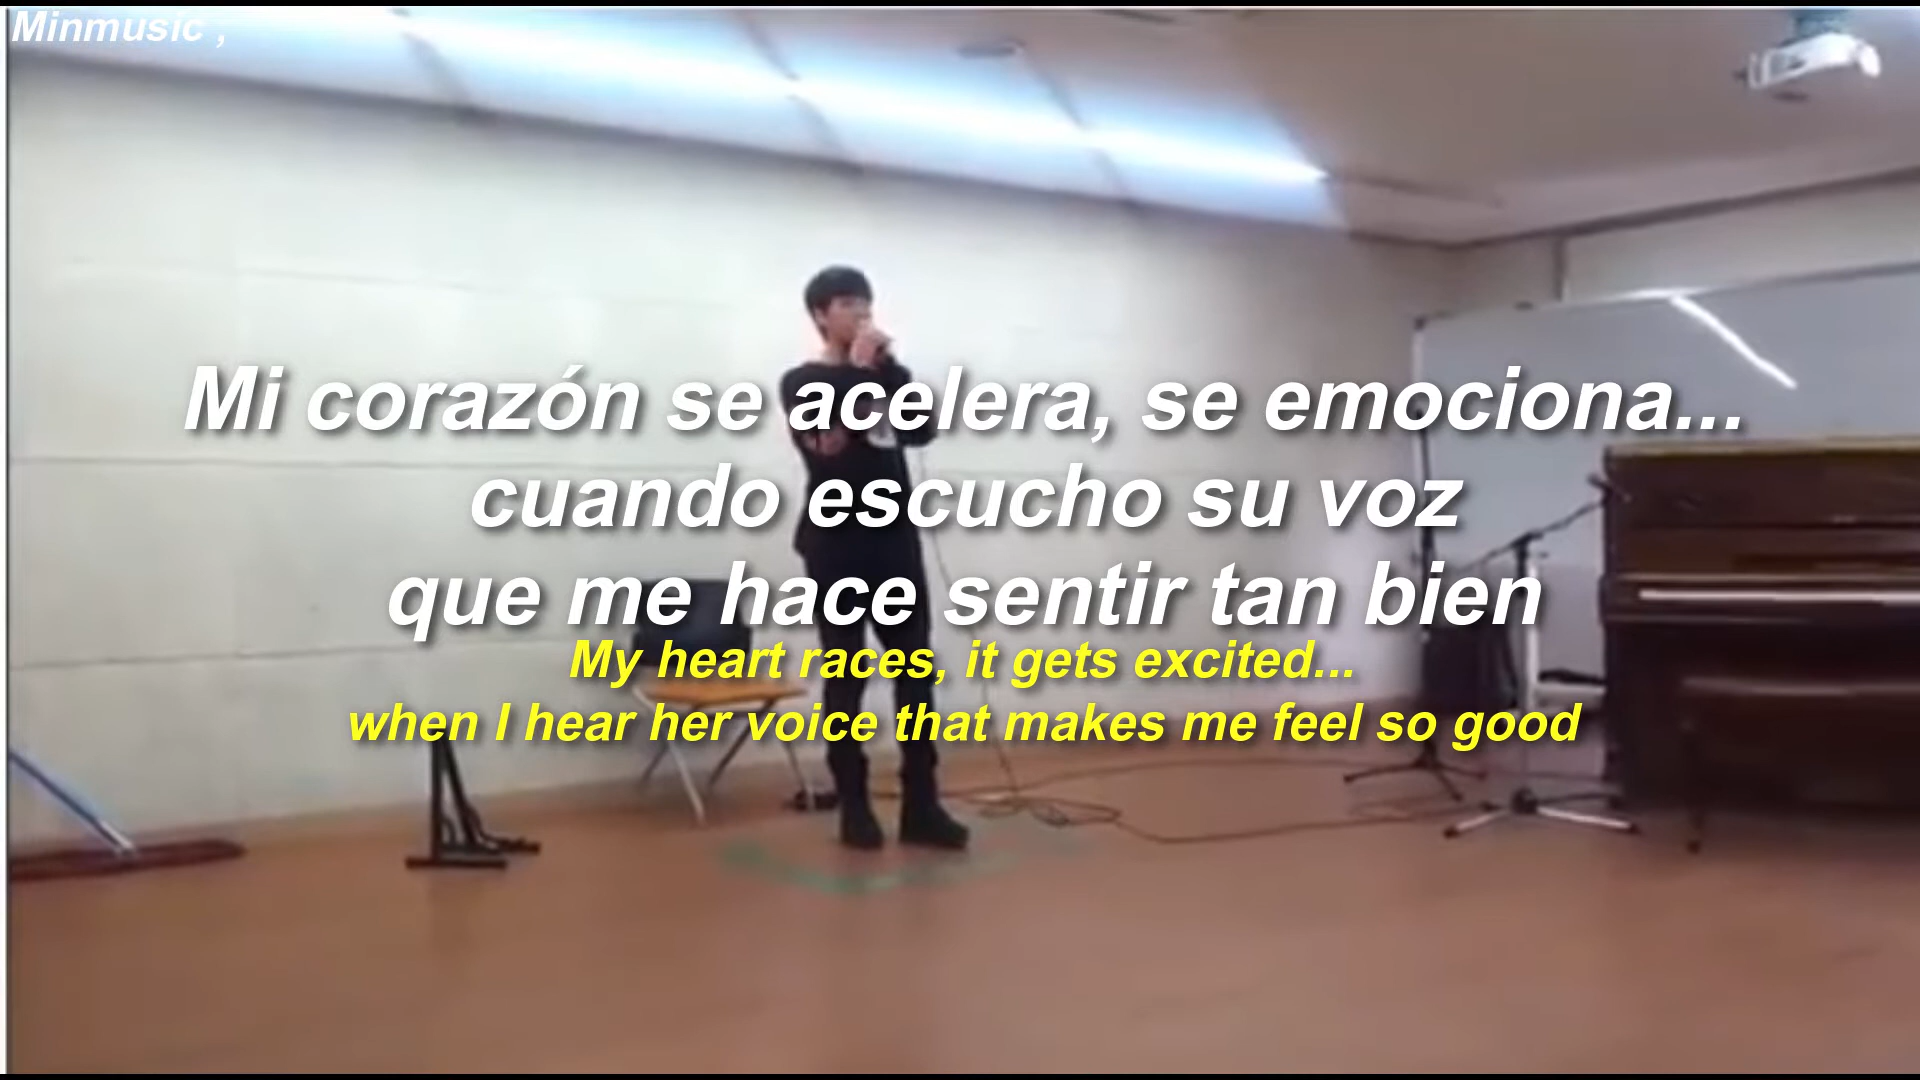 Minmusic ,
Mi corazón se acelera, se emociona...
cuando escucho su voz
que me hace sentir tan bien
My heart races, it gets excited...
when I hear her voice that makes me feel so good